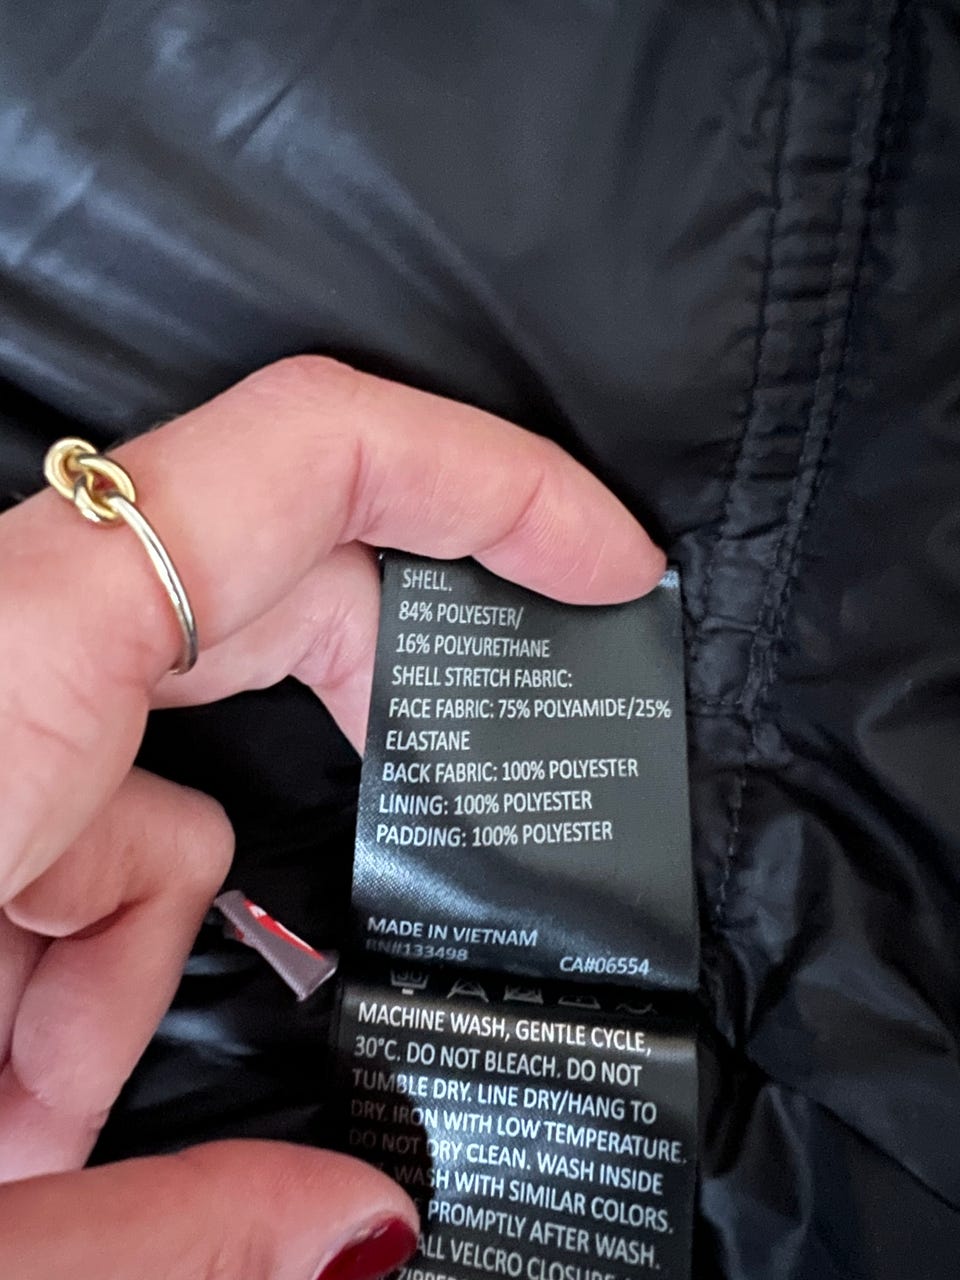 SHELL.
84% POLYESTER/
16% POLYURETHANE
SHELL STRETCH FABRIC:
FACE FABRIC: 75% POLYAMIDE/25%
ELASTANE
BACK FABRIC: 100% POLYESTER
LINING: 100% POLYESTER
PADDING: 100% POLYESTER
MADE IN VIETNAM
RN#133498 CA#06554
30
MACHINE WASH, GENTLE CYCLE,
30°C. DO NOT BLEACH. DO NOT
TUMBLE DRY. LINE DRY/HANG TO
DRY. IRON WITH LOW TEMPERATURE.
DO NOT DRY CLEAN. WASH INSIDE
WASH WITH SIMILAR COLORS.
PROMPTLY AFTER WASH.
ALL VELCRO